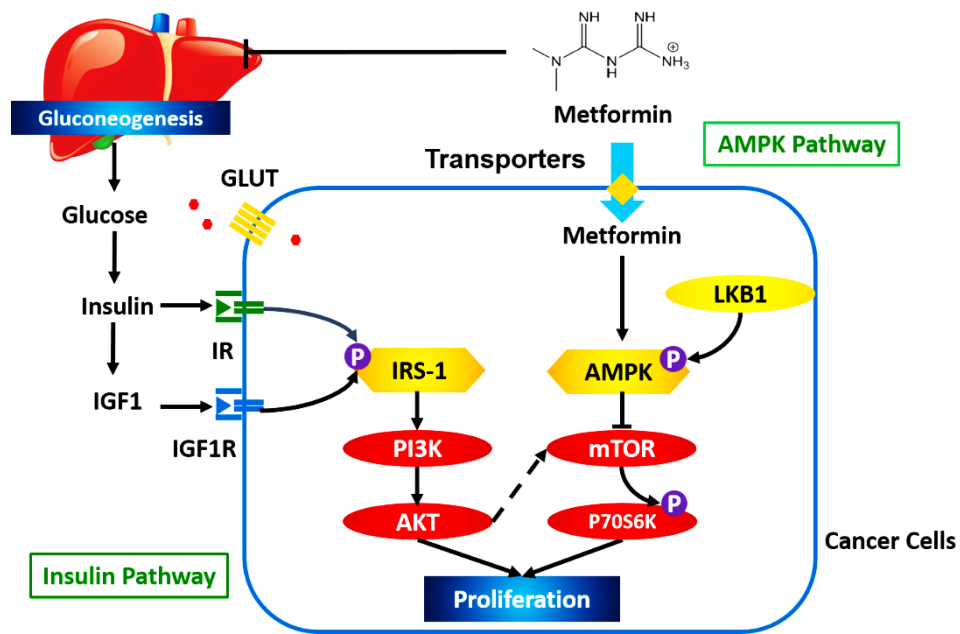 NH
NH
N
N
H
NH3
⊕
Metformin
Gluconeogenesis
AMPK Pathway
Transporters
GLUT
Glucose
Metformin
Insulin
LKB1
IR
P
IRS-1
AMPK
P
IGF1
IGF1R
PI3K
mTOR
P
AKT
P70S6K
Cancer Cells
Insulin Pathway
Proliferation